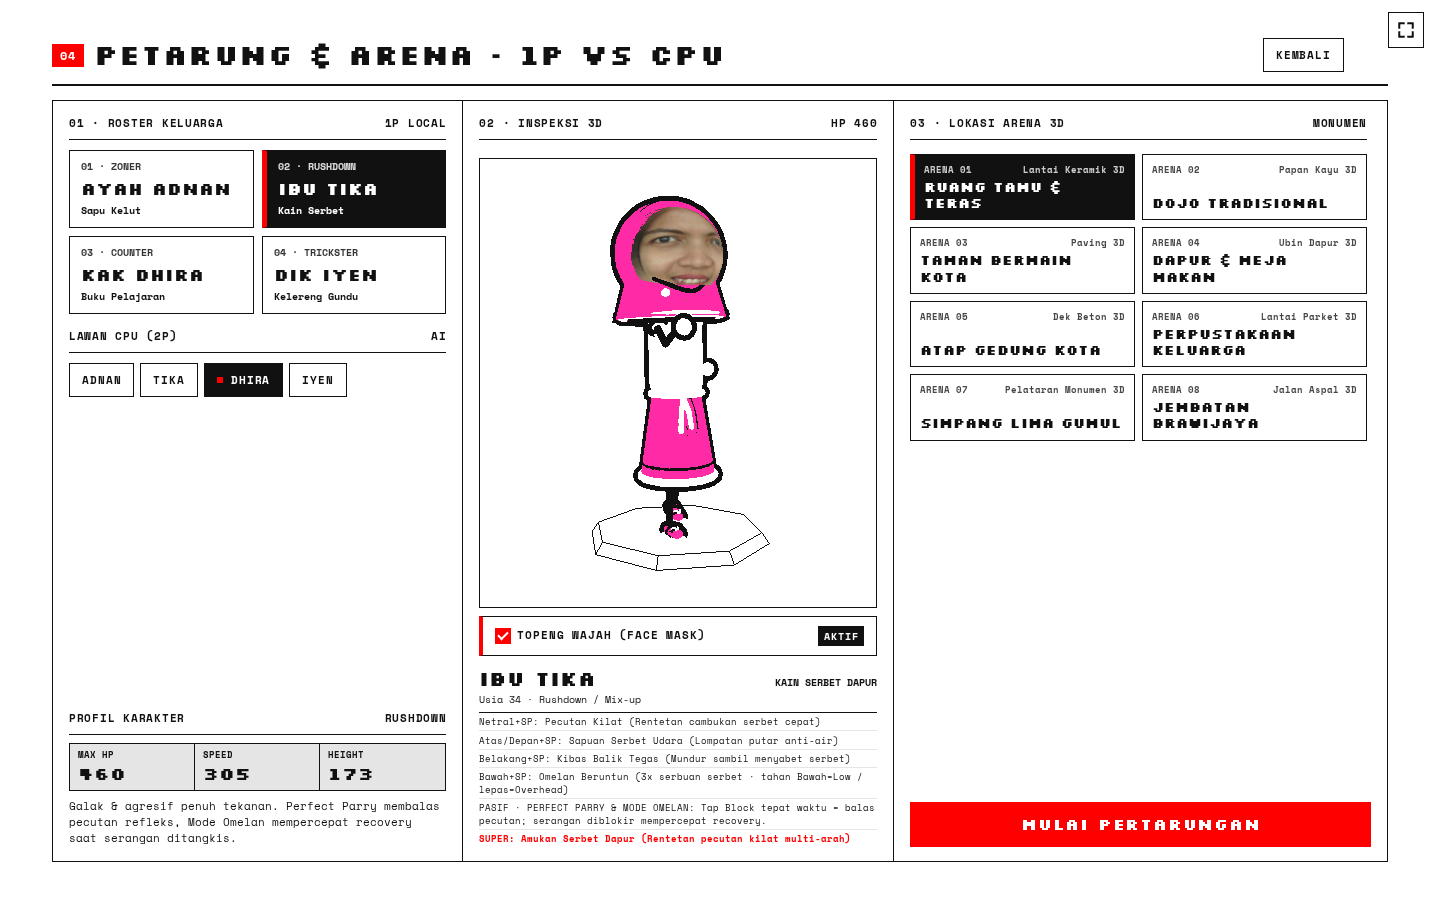 04 PETARUNG & ARENA - 1P VS CPU
KEMBALI
01 · ROSTER KELUARGA 1P LOCAL
01 · ZONER
AYAH ADNAN
Sapu Kelut
02 · RUSHDOWN
IBU TIKA
Kain Serbet
03 · COUNTER
KAK DHIRA
Buku Pelajaran
04 · TRICKSTER
DIK IYEN
Kelereng Gundu
LAWAN CPU (2P) AI
ADNAN TIKA DHIRA IYEN
PROFIL KARAKTER RUSHDOWN
MAX HP
460
SPEED
305
HEIGHT
173
Galak & agresif penuh tekanan. Perfect Parry membalas
pecutan refleks, Mode Omelan mempercepat recovery
saat serangan ditangkis.
02 · INSPEKSI 3D HP 460
TOPENG WAJAH (FACE MASK) AKTIF
IBU TIKA KAIN SERBET DAPUR
Usia 34 · Rushdown / Mix-up
Netral+SP: Pecutan Kilat (Rentetan cambukan serbet cepat)
Atas/Depan+SP: Sapuan Serbet Udara (Lompatan putar anti-air)
Belakang+SP: Kibas Balik Tegas (Mundur sambil menyabet serbet)
Bawah+SP: Omelan Beruntun (3x serbuan serbet · tahan Bawah=Low /
lepas=Overhead)
PASIF · PERFECT PARRY & MODE OMELAN: Tap Block tepat waktu = balas
pecutan; serangan diblokir mempercepat recovery.
SUPER: Amukan Serbet Dapur (Rentetan pecutan kilat multi-arah)
03 · LOKASI ARENA 3D MONUMEN
ARENA 01 Lantai Keramik 3D
RUANG TAMU &
TERAS
ARENA 02 Papan Kayu 3D
DOJO TRADISIONAL
ARENA 03 Paving 3D
TAMAN BERMAIN
KOTA
ARENA 04 Ubin Dapur 3D
DAPUR & MEJA
MAKAN
ARENA 05 Dek Beton 3D
ATAP GEDUNG KOTA
ARENA 06 Lantai Parket 3D
PERPUSTAKAAN
KELUARGA
ARENA 07 Pelataran Monumen 3D
SIMPANG LIMA GUMUL
ARENA 08 Jalan Aspal 3D
JEMBATAN
BRAWIJAYA
MULAI PERTARUNGAN